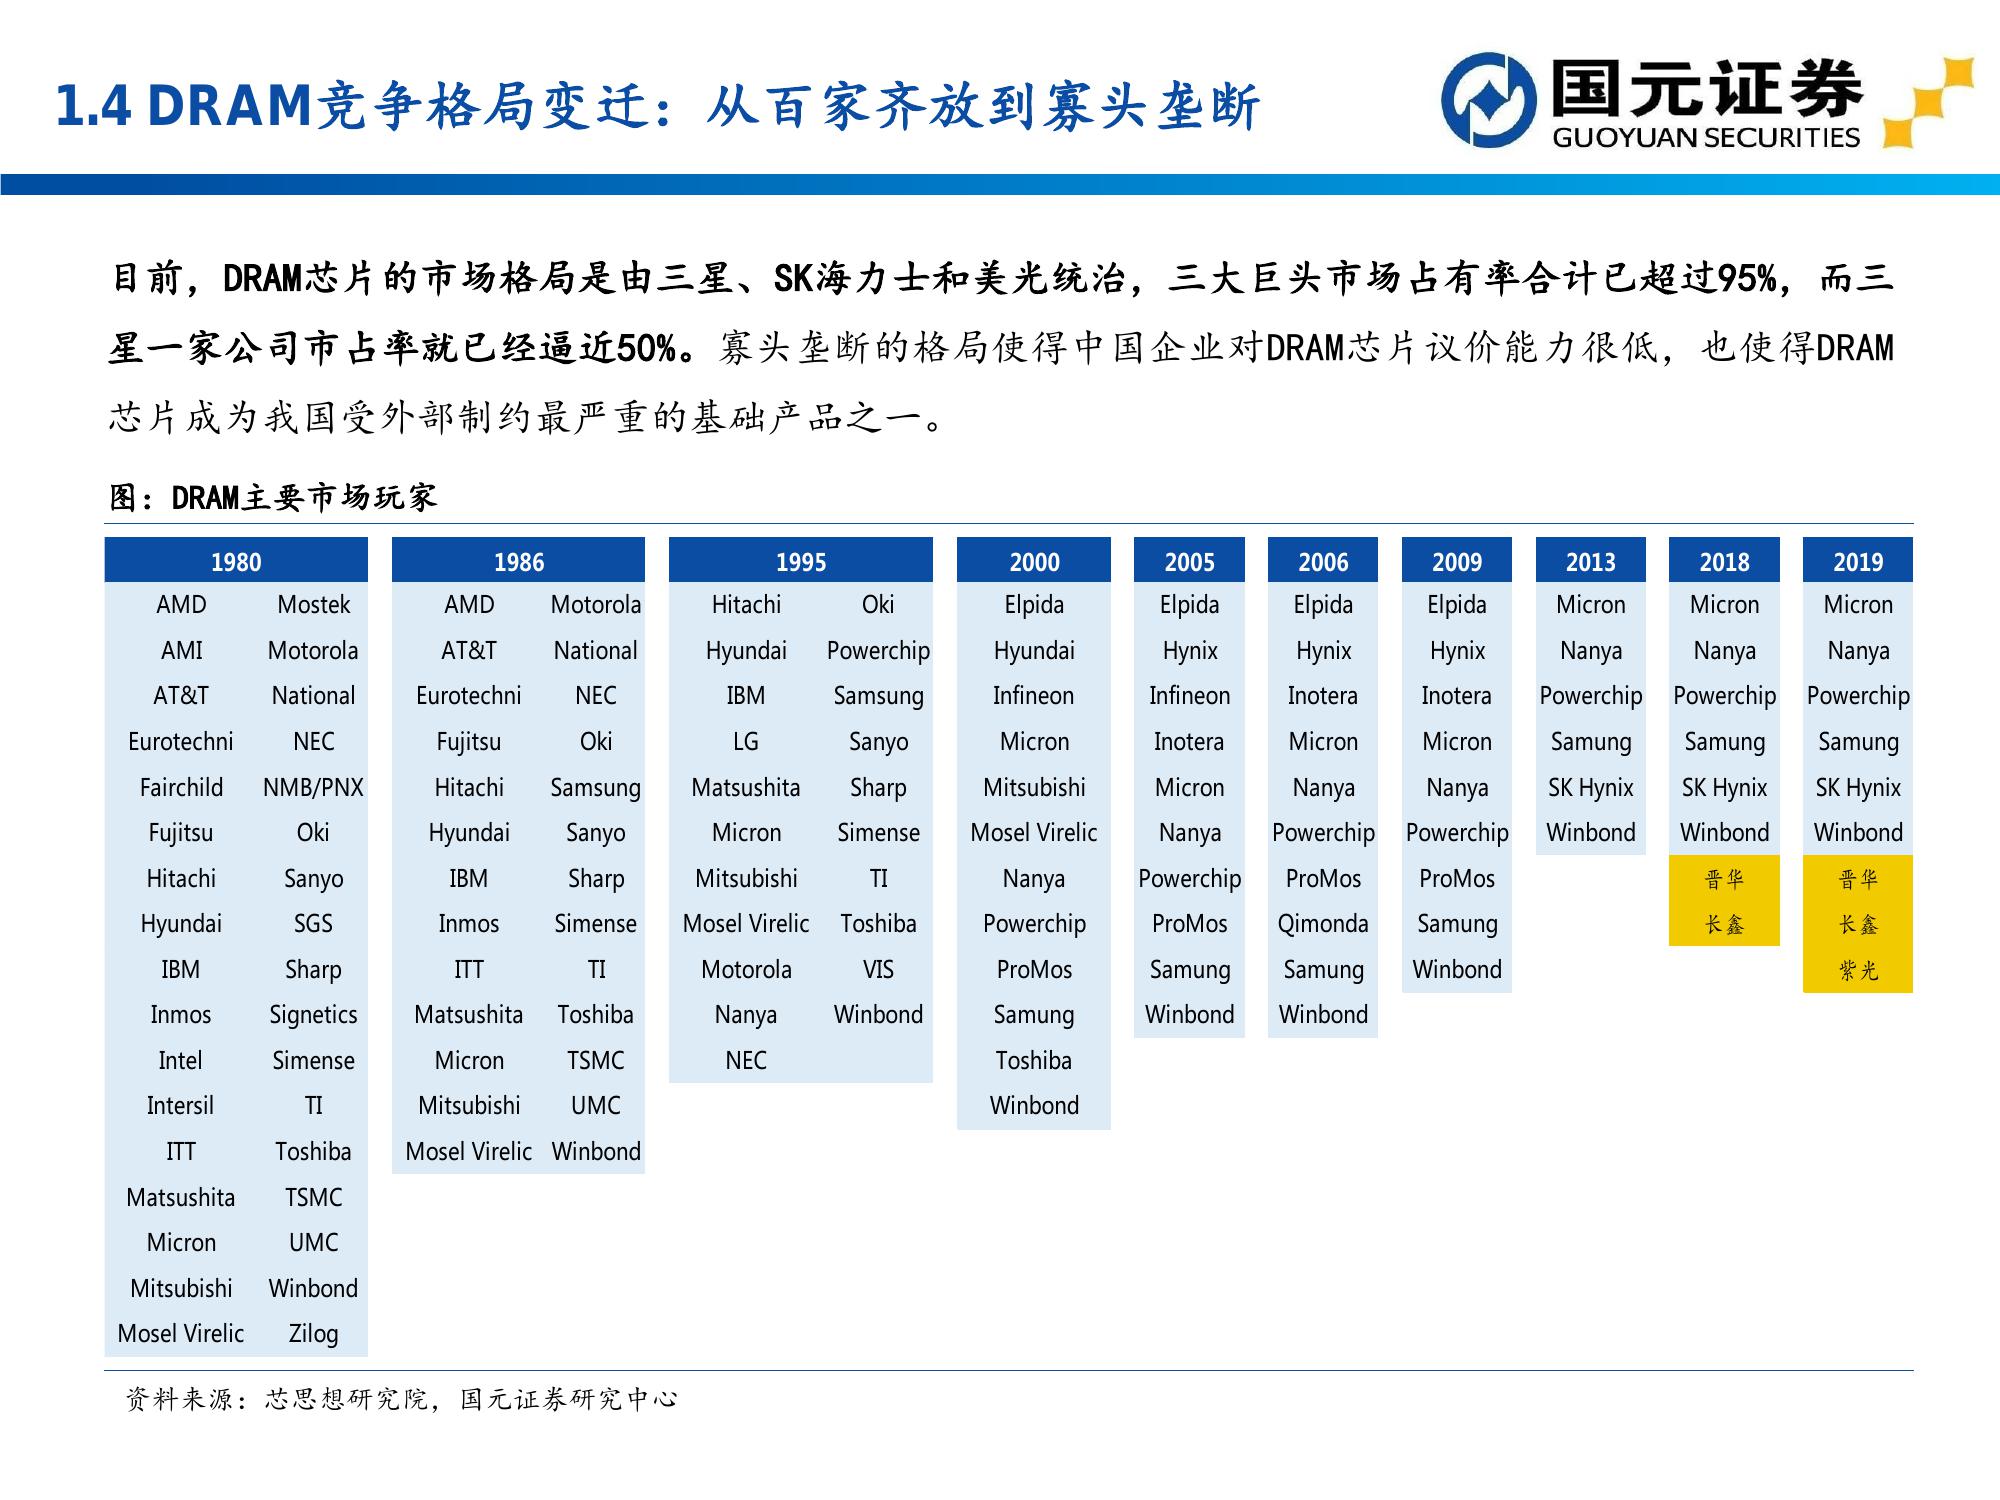 1.4 DRAM竞争格局变迁：从百家齐放到寡头垄断
国元证券
GUOYUAN SECURITIES
目前，DRAM芯片的市场格局是由三星、SK海力士和美光统治，三大巨头市场占有率合计已超过95%，而三
星一家公司市占率就已经逼近50%。寡头垄断的格局使得中国企业对DRAM芯片议价能力很低，也使得DRAM
芯片成为我国受外部制约最严重的基础产品之一。
图：DRAM主要市场玩家
1980 1986 1995 2000 2005 2006 2009 2013 2018 2019
AMD Mostek AMD Motorola Hitachi Oki Elpida Elpida Elpida Elpida Micron Micron Micron
AMI Motorola AT&T National Hyundai Powerchip Hyundai Hynix Hynix Hynix Nanya Nanya Nanya
AT&T National Eurotechni NEC IBM Samsung Infineon Infineon Inotera Inotera Powerchip Powerchip Powerchip
Eurotechni NEC Fujitsu Oki LG Sanyo Micron Inotera Micron Micron Samung Samung Samung
Fairchild NMB/PNX Hitachi Samsung Matsushita Sharp Mitsubishi Micron Nanya Nanya SK Hynix SK Hynix SK Hynix
Fujitsu Oki Hyundai Sanyo Micron Simense Mosel Virelic Nanya Powerchip Powerchip Winbond Winbond Winbond
Hitachi Sanyo IBM Sharp Mitsubishi TI Nanya Powerchip ProMos ProMos 晋华 晋华
Hyundai SGS Inmos Simense Mosel Virelic Toshiba Powerchip ProMos Qimonda Samung 长鑫 长鑫
IBM Sharp ITT TI Motorola VIS ProMos Samung Samung Winbond 紫光
Inmos Signetics Matsushita Toshiba Nanya Winbond Samung Winbond Winbond
Intel Simense Micron TSMC NEC Toshiba
Intersil TI Mitsubishi UMC Winbond
ITT Toshiba Mosel Virelic Winbond
Matsushita TSMC
Micron UMC
Mitsubishi Winbond
Mosel Virelic Zilog
资料来源：芯思想研究院，国元证券研究中心